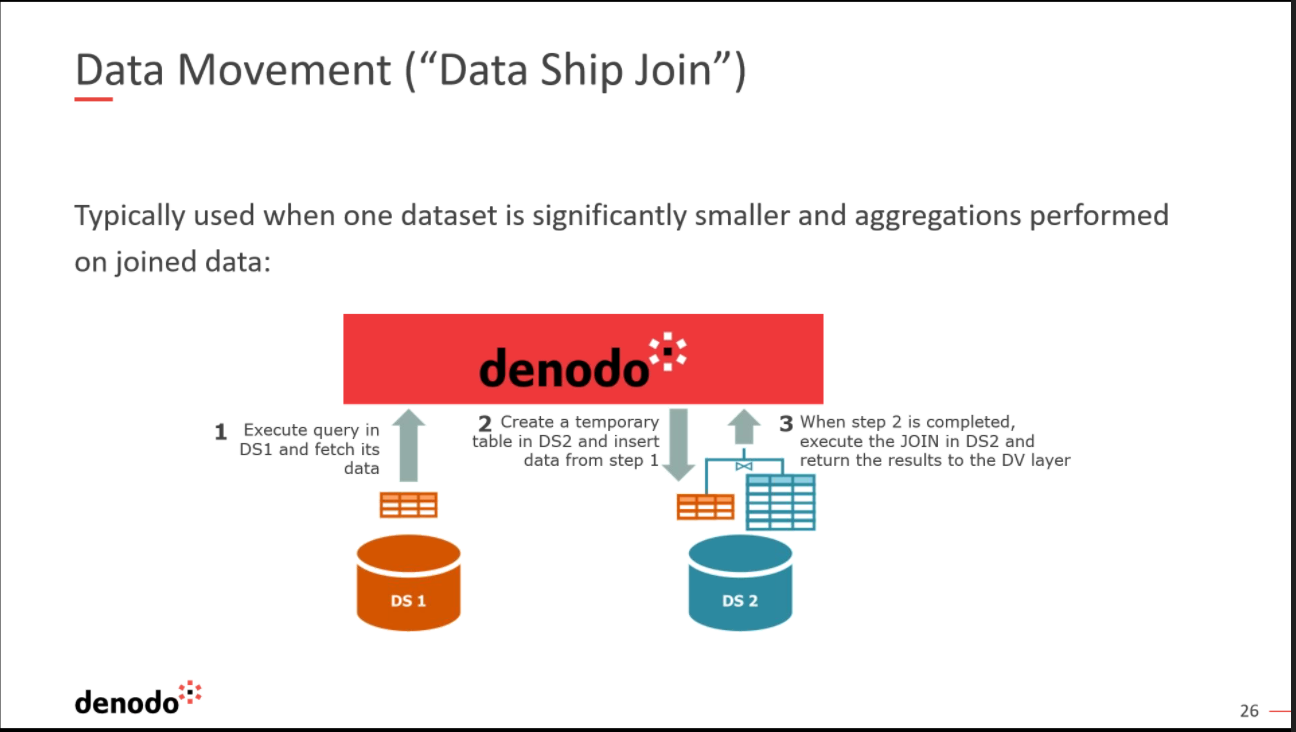 Data Movement (“Data Ship Join”)
Typically used when one dataset is significantly smaller and aggregations performed
on joined data:
denodo
1 Execute query in
DS1 and fetch its
data
2 Create a temporary
table in DS2 and insert
data from step 1
3 When step 2 is completed,
execute the JOIN in DS2 and
return the results to the DV layer
DS 1
DS 2
denodo
26